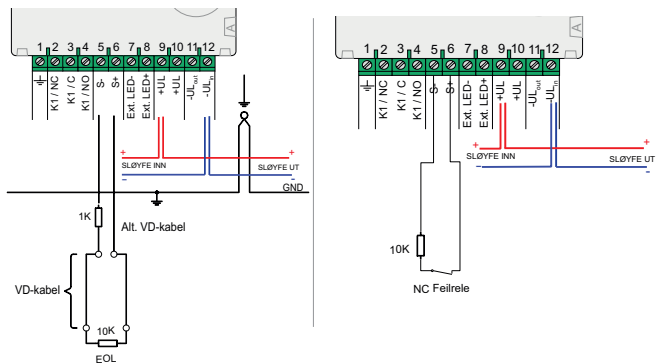 A
1 2 3 4 5 6 7 8 9 10 11 12
K1 / NC
K1 / C
K1 / NO
S-
S+
Ext. LED-
Ext. LED+
+UL
+UL
-ULout
-ULin
+ +
SLØYFE INN SLØYFE UT
- -
GND
1K
Alt. VD-kabel
VD-kabel
10K
EOL
A
1 2 3 4 5 6 7 8 9 10 11 12
K1 / NC
K1 / C
K1 / NO
S-
S+
Ext. LED-
Ext. LED+
+UL
+UL
-ULout
-ULin
+ +
SLØYFE INN SLØYFE UT
- -
10K
NC Feilrele